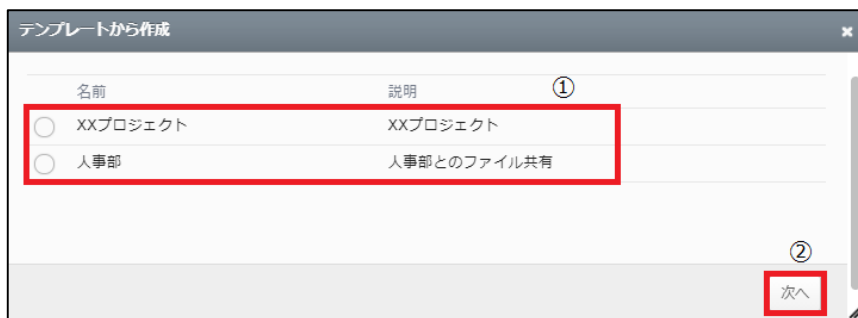 テンプレートから作成 ×
名前 説明 ①
XXプロジェクト XXプロジェクト
人事部 人事部とのファイル共有
②
次へ